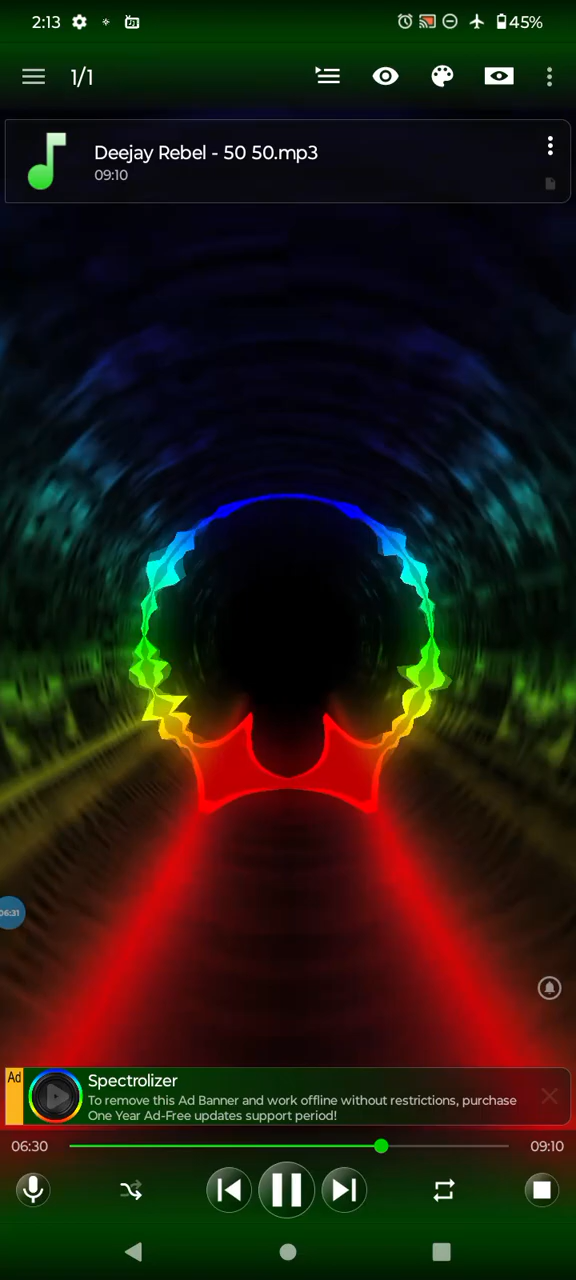 2:13
45%
1/1
Deejay Rebel - 50 50.mp3
09:10
06:31
Ad
Spectrolizer
To remove this Ad Banner and work offline without restrictions, purchase
One Year Ad-Free updates support period!
06:30
09:10